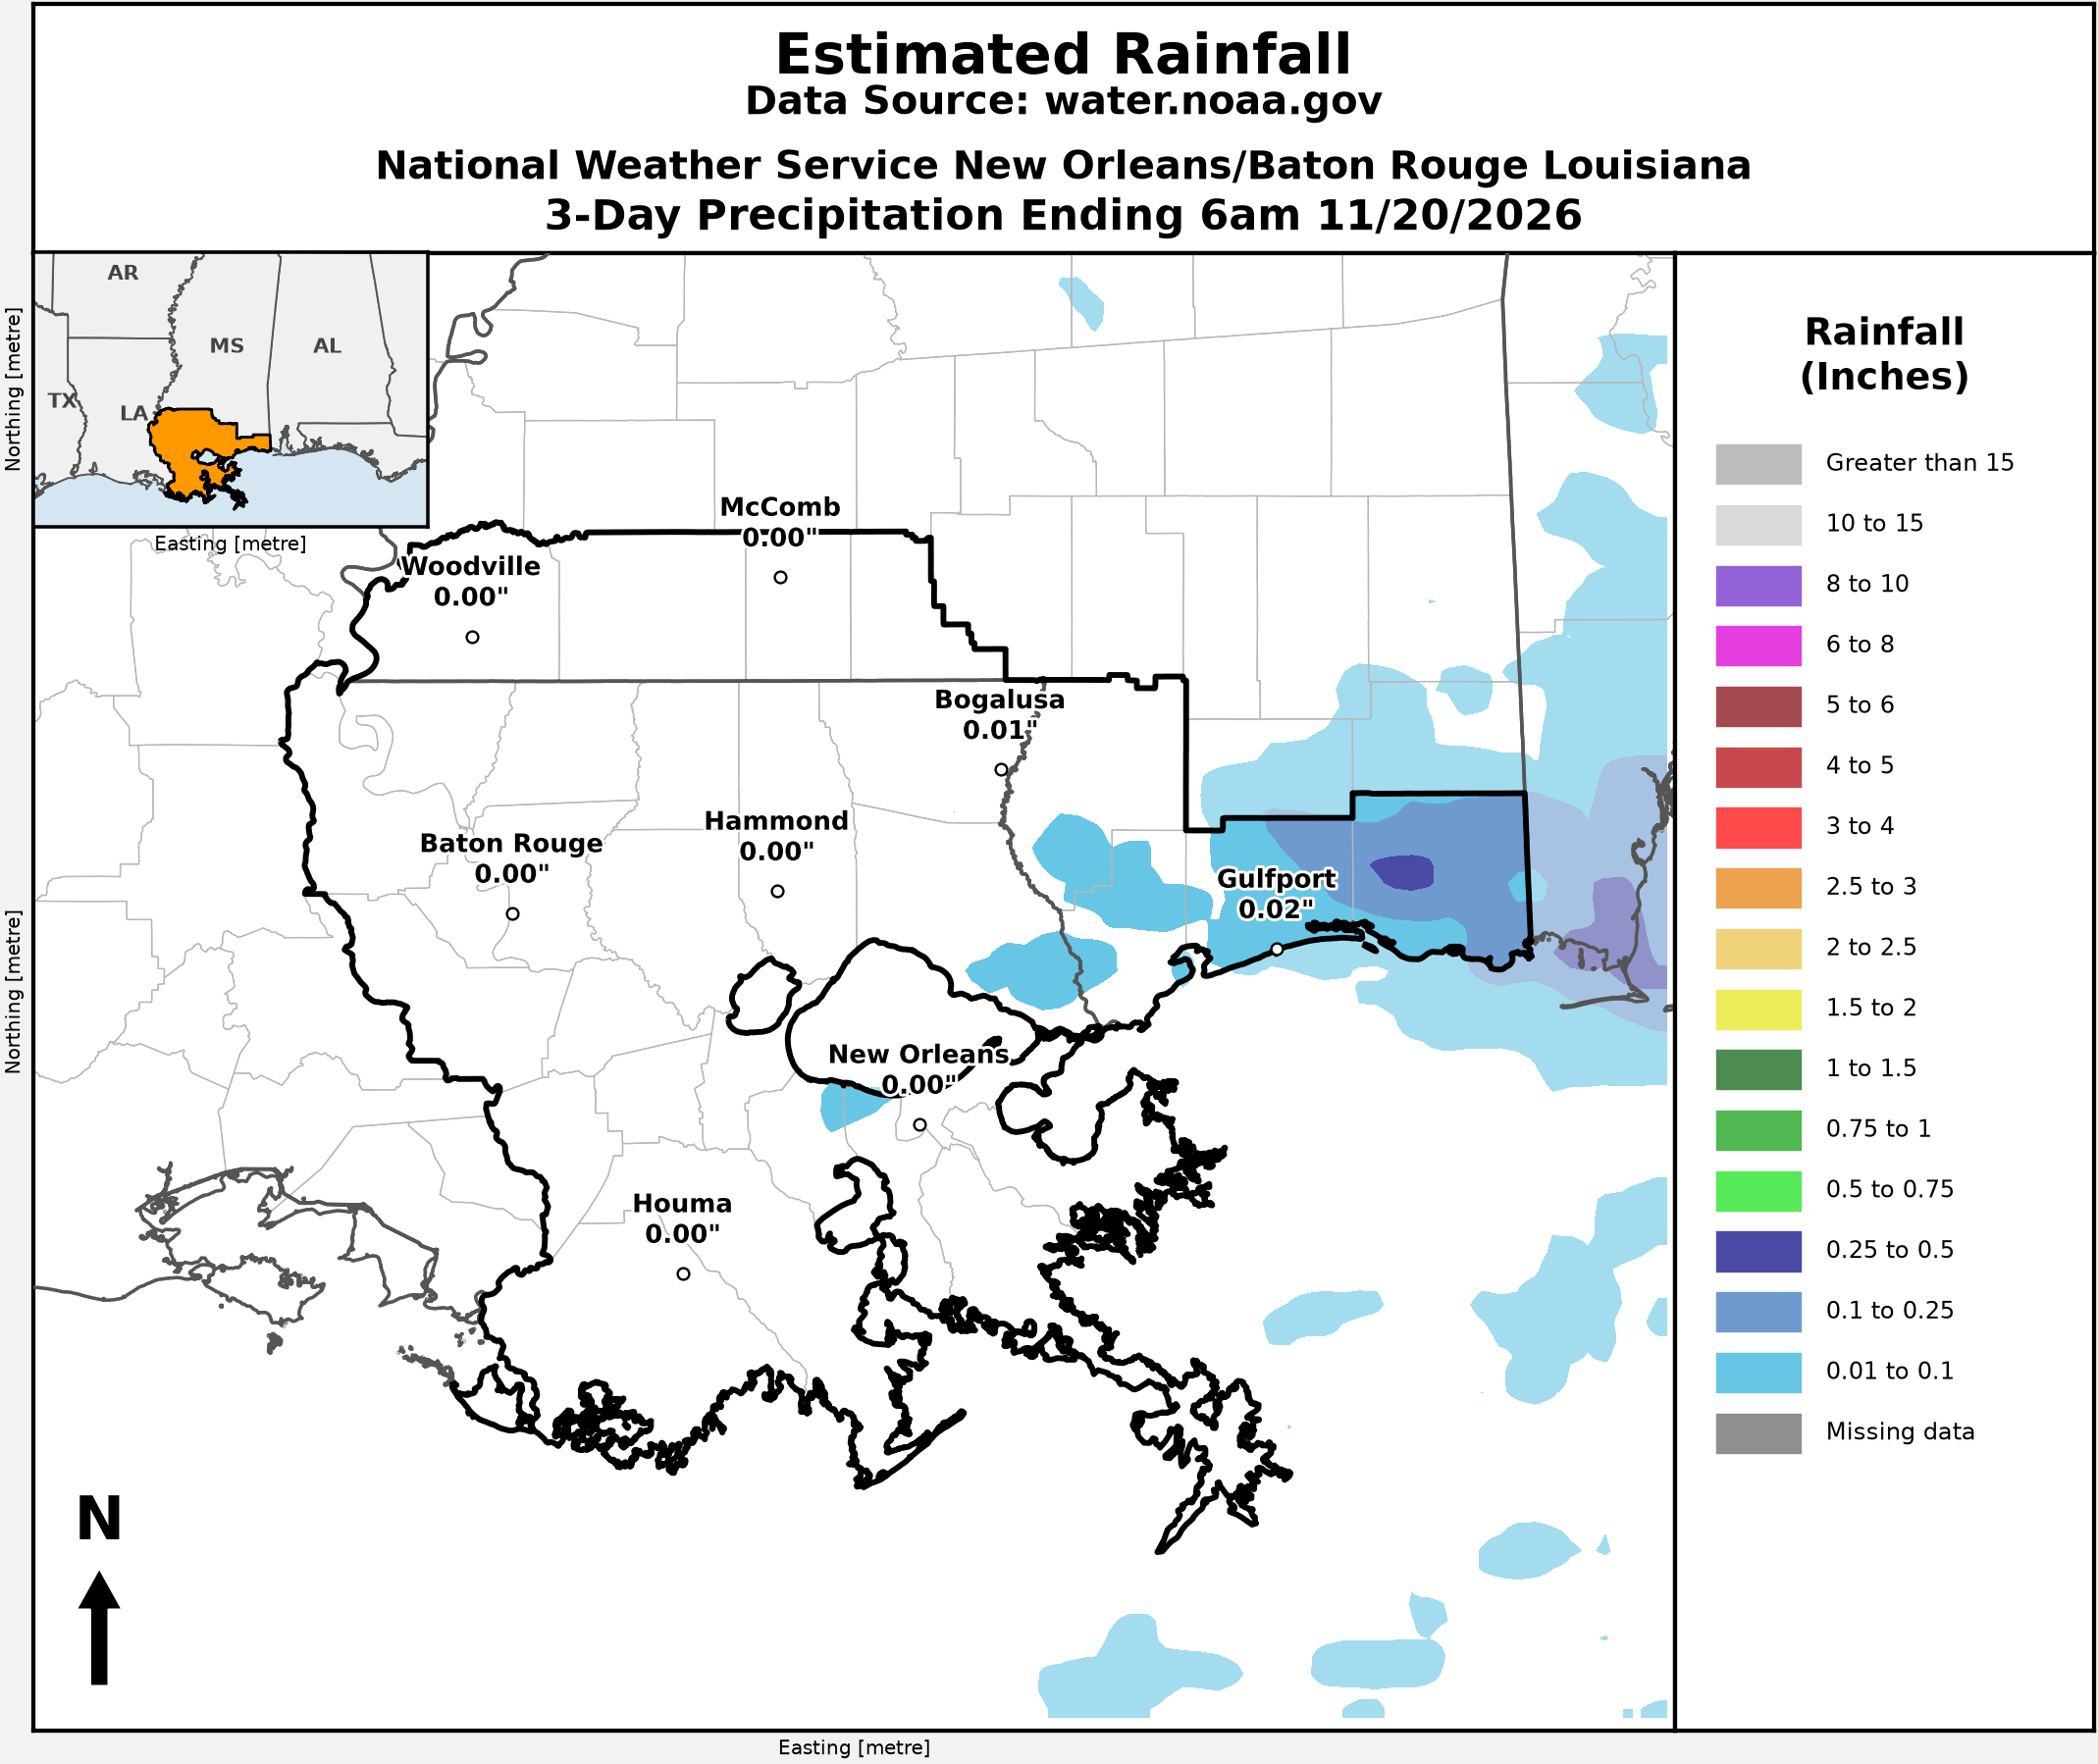 Estimated Rainfall
Data Source: water.noaa.gov
National Weather Service New Orleans/Baton Rouge Louisiana
3-Day Precipitation Ending 6am 11/20/2026
Northing [metre]
AR
MS
AL
TX
LA
Easting [metre]
McComb
0.00"
Woodville
0.00"
Bogalusa
0.01"
Hammond
0.00"
Baton Rouge
0.00"
Gulfport
0.02"
New Orleans
0.00"
Houma
0.00"
N
Northing [metre]
Easting [metre]
Rainfall
(Inches)
Greater than 15
10 to 15
8 to 10
6 to 8
5 to 6
4 to 5
3 to 4
2.5 to 3
2 to 2.5
1.5 to 2
1 to 1.5
0.75 to 1
0.5 to 0.75
0.25 to 0.5
0.1 to 0.25
0.01 to 0.1
Missing data